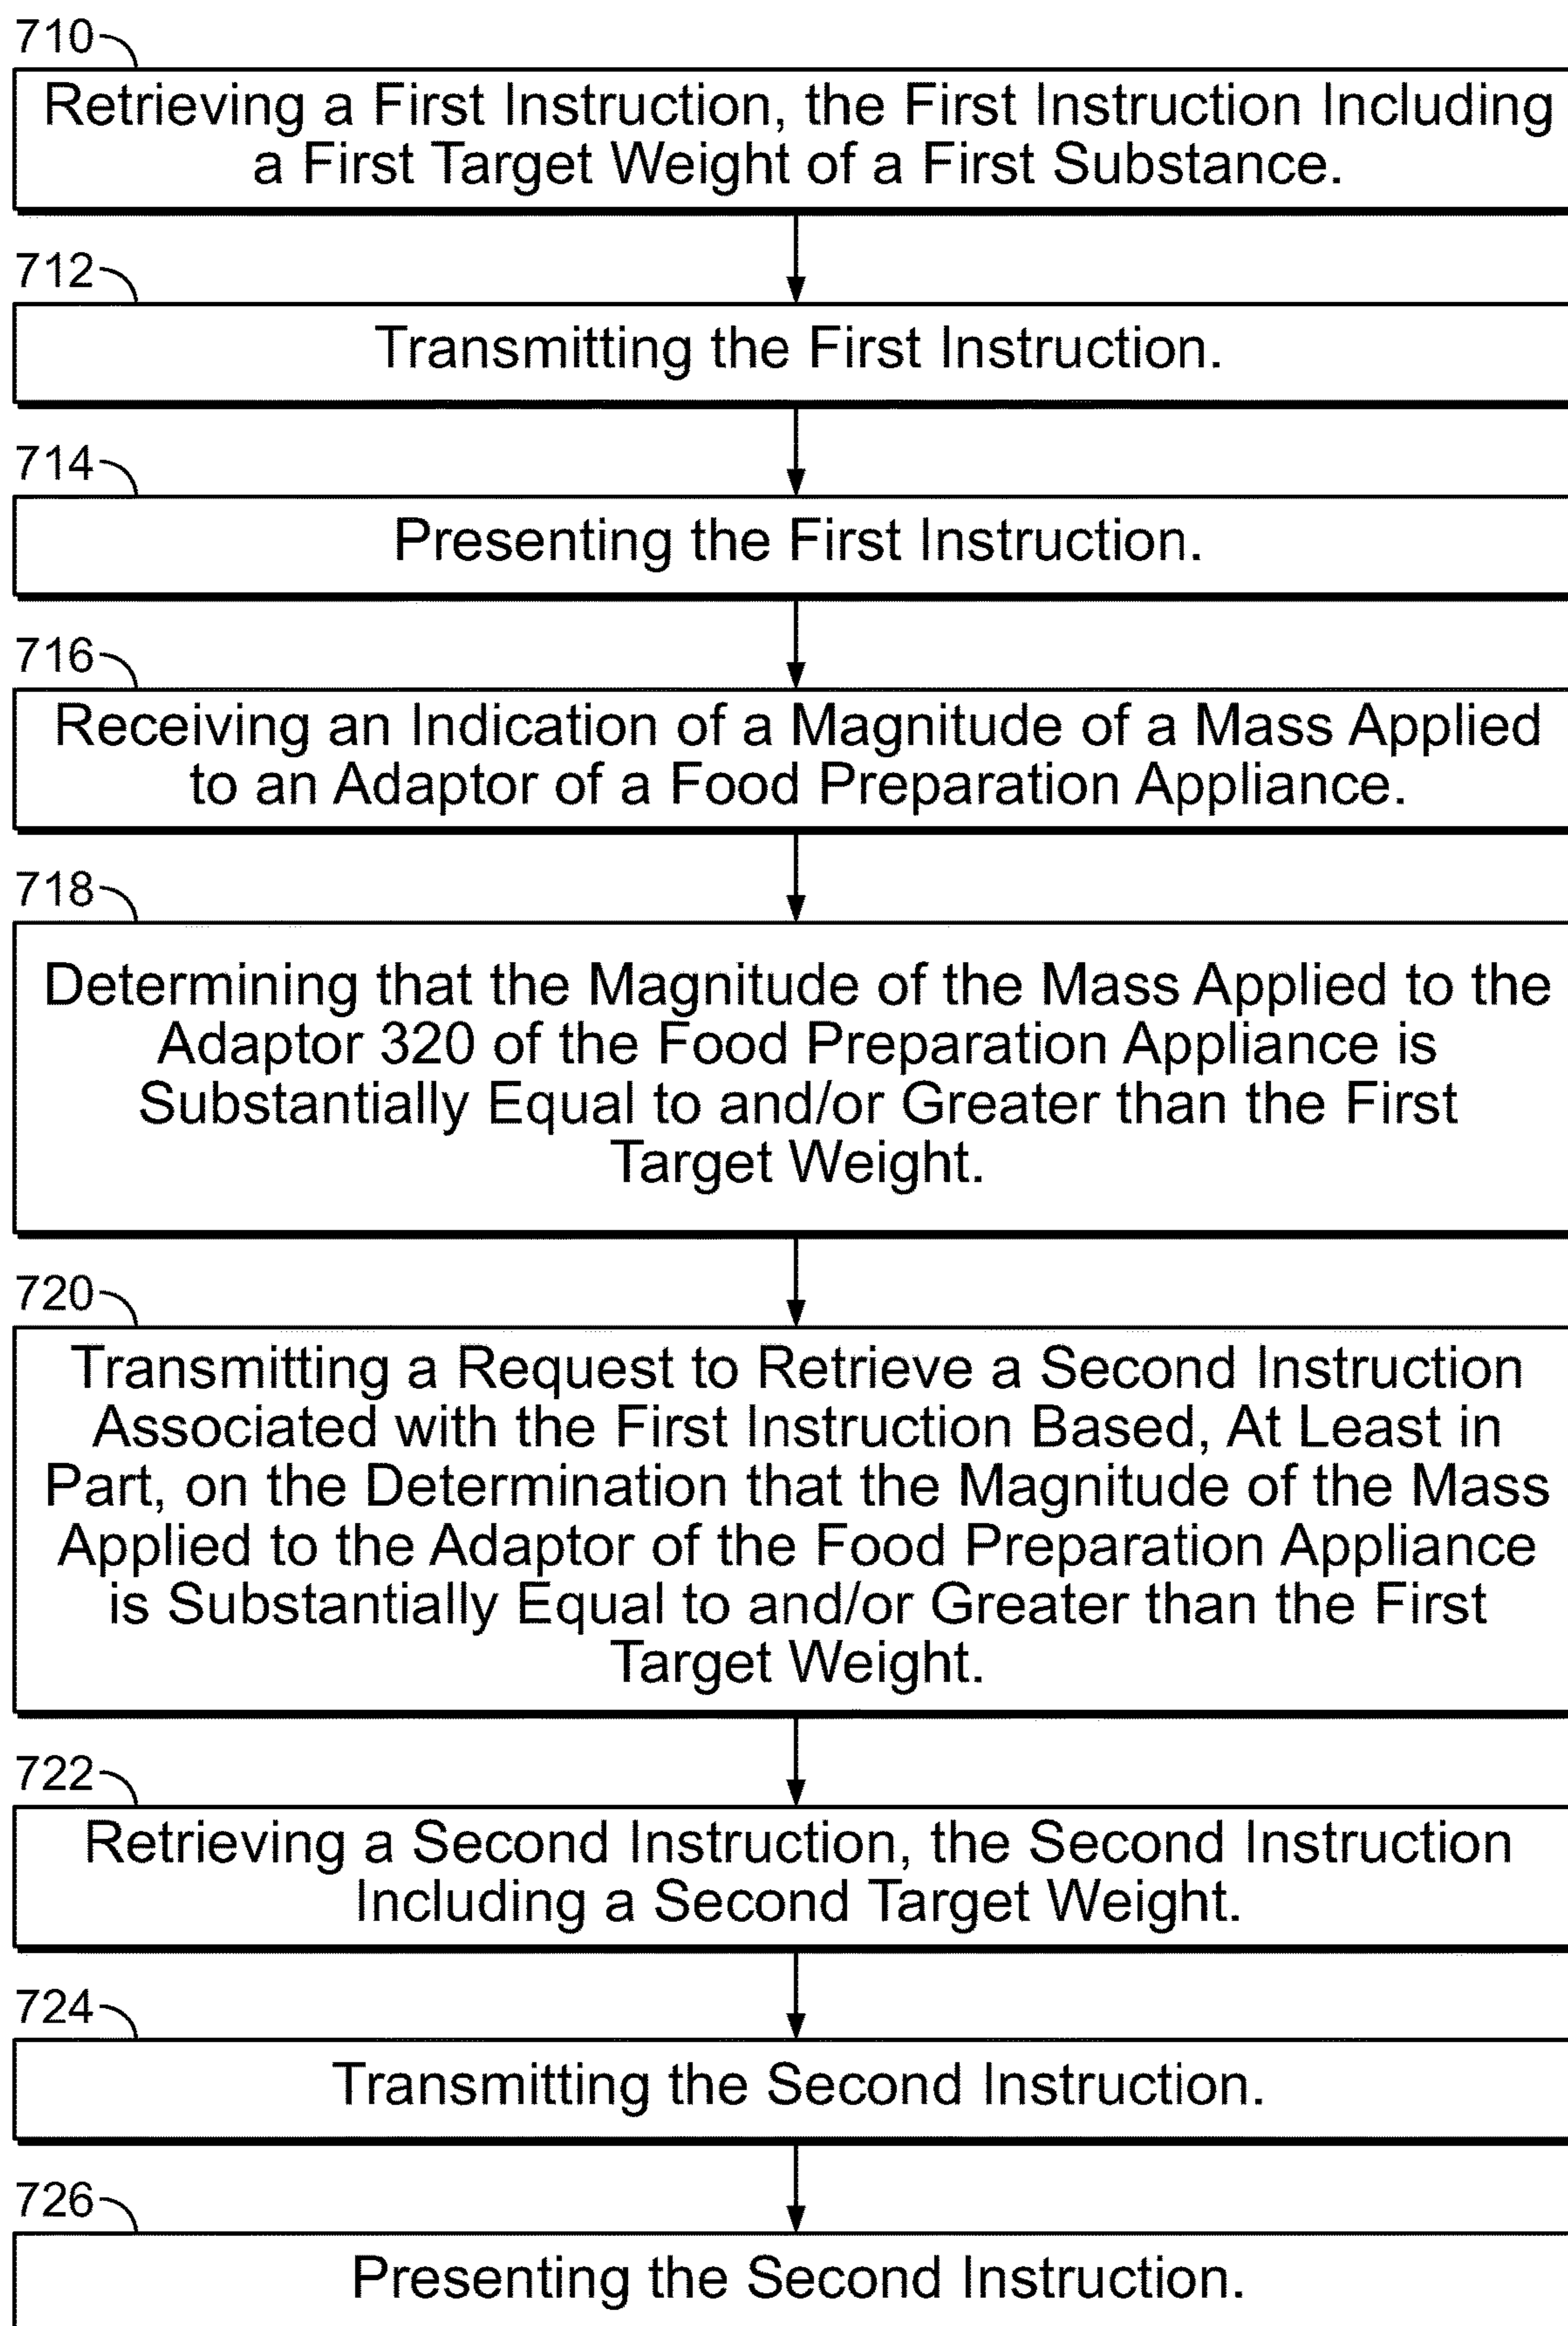 710
Retrieving a First Instruction, the First Instruction Including
a First Target Weight of a First Substance.
712
Transmitting the First Instruction.
714
Presenting the First Instruction.
716
Receiving an Indication of a Magnitude of a Mass Applied
to an Adaptor of a Food Preparation Appliance.
718
Determining that the Magnitude of the Mass Applied to the
Adaptor 320 of the Food Preparation Appliance is
Substantially Equal to and/or Greater than the First
Target Weight.
720
Transmitting a Request to Retrieve a Second Instruction
Associated with the First Instruction Based, At Least in
Part, on the Determination that the Magnitude of the Mass
Applied to the Adaptor of the Food Preparation Appliance
is Substantially Equal to and/or Greater than the First
Target Weight.
722
Retrieving a Second Instruction, the Second Instruction
Including a Second Target Weight.
724
Transmitting the Second Instruction.
726
Presenting the Second Instruction.